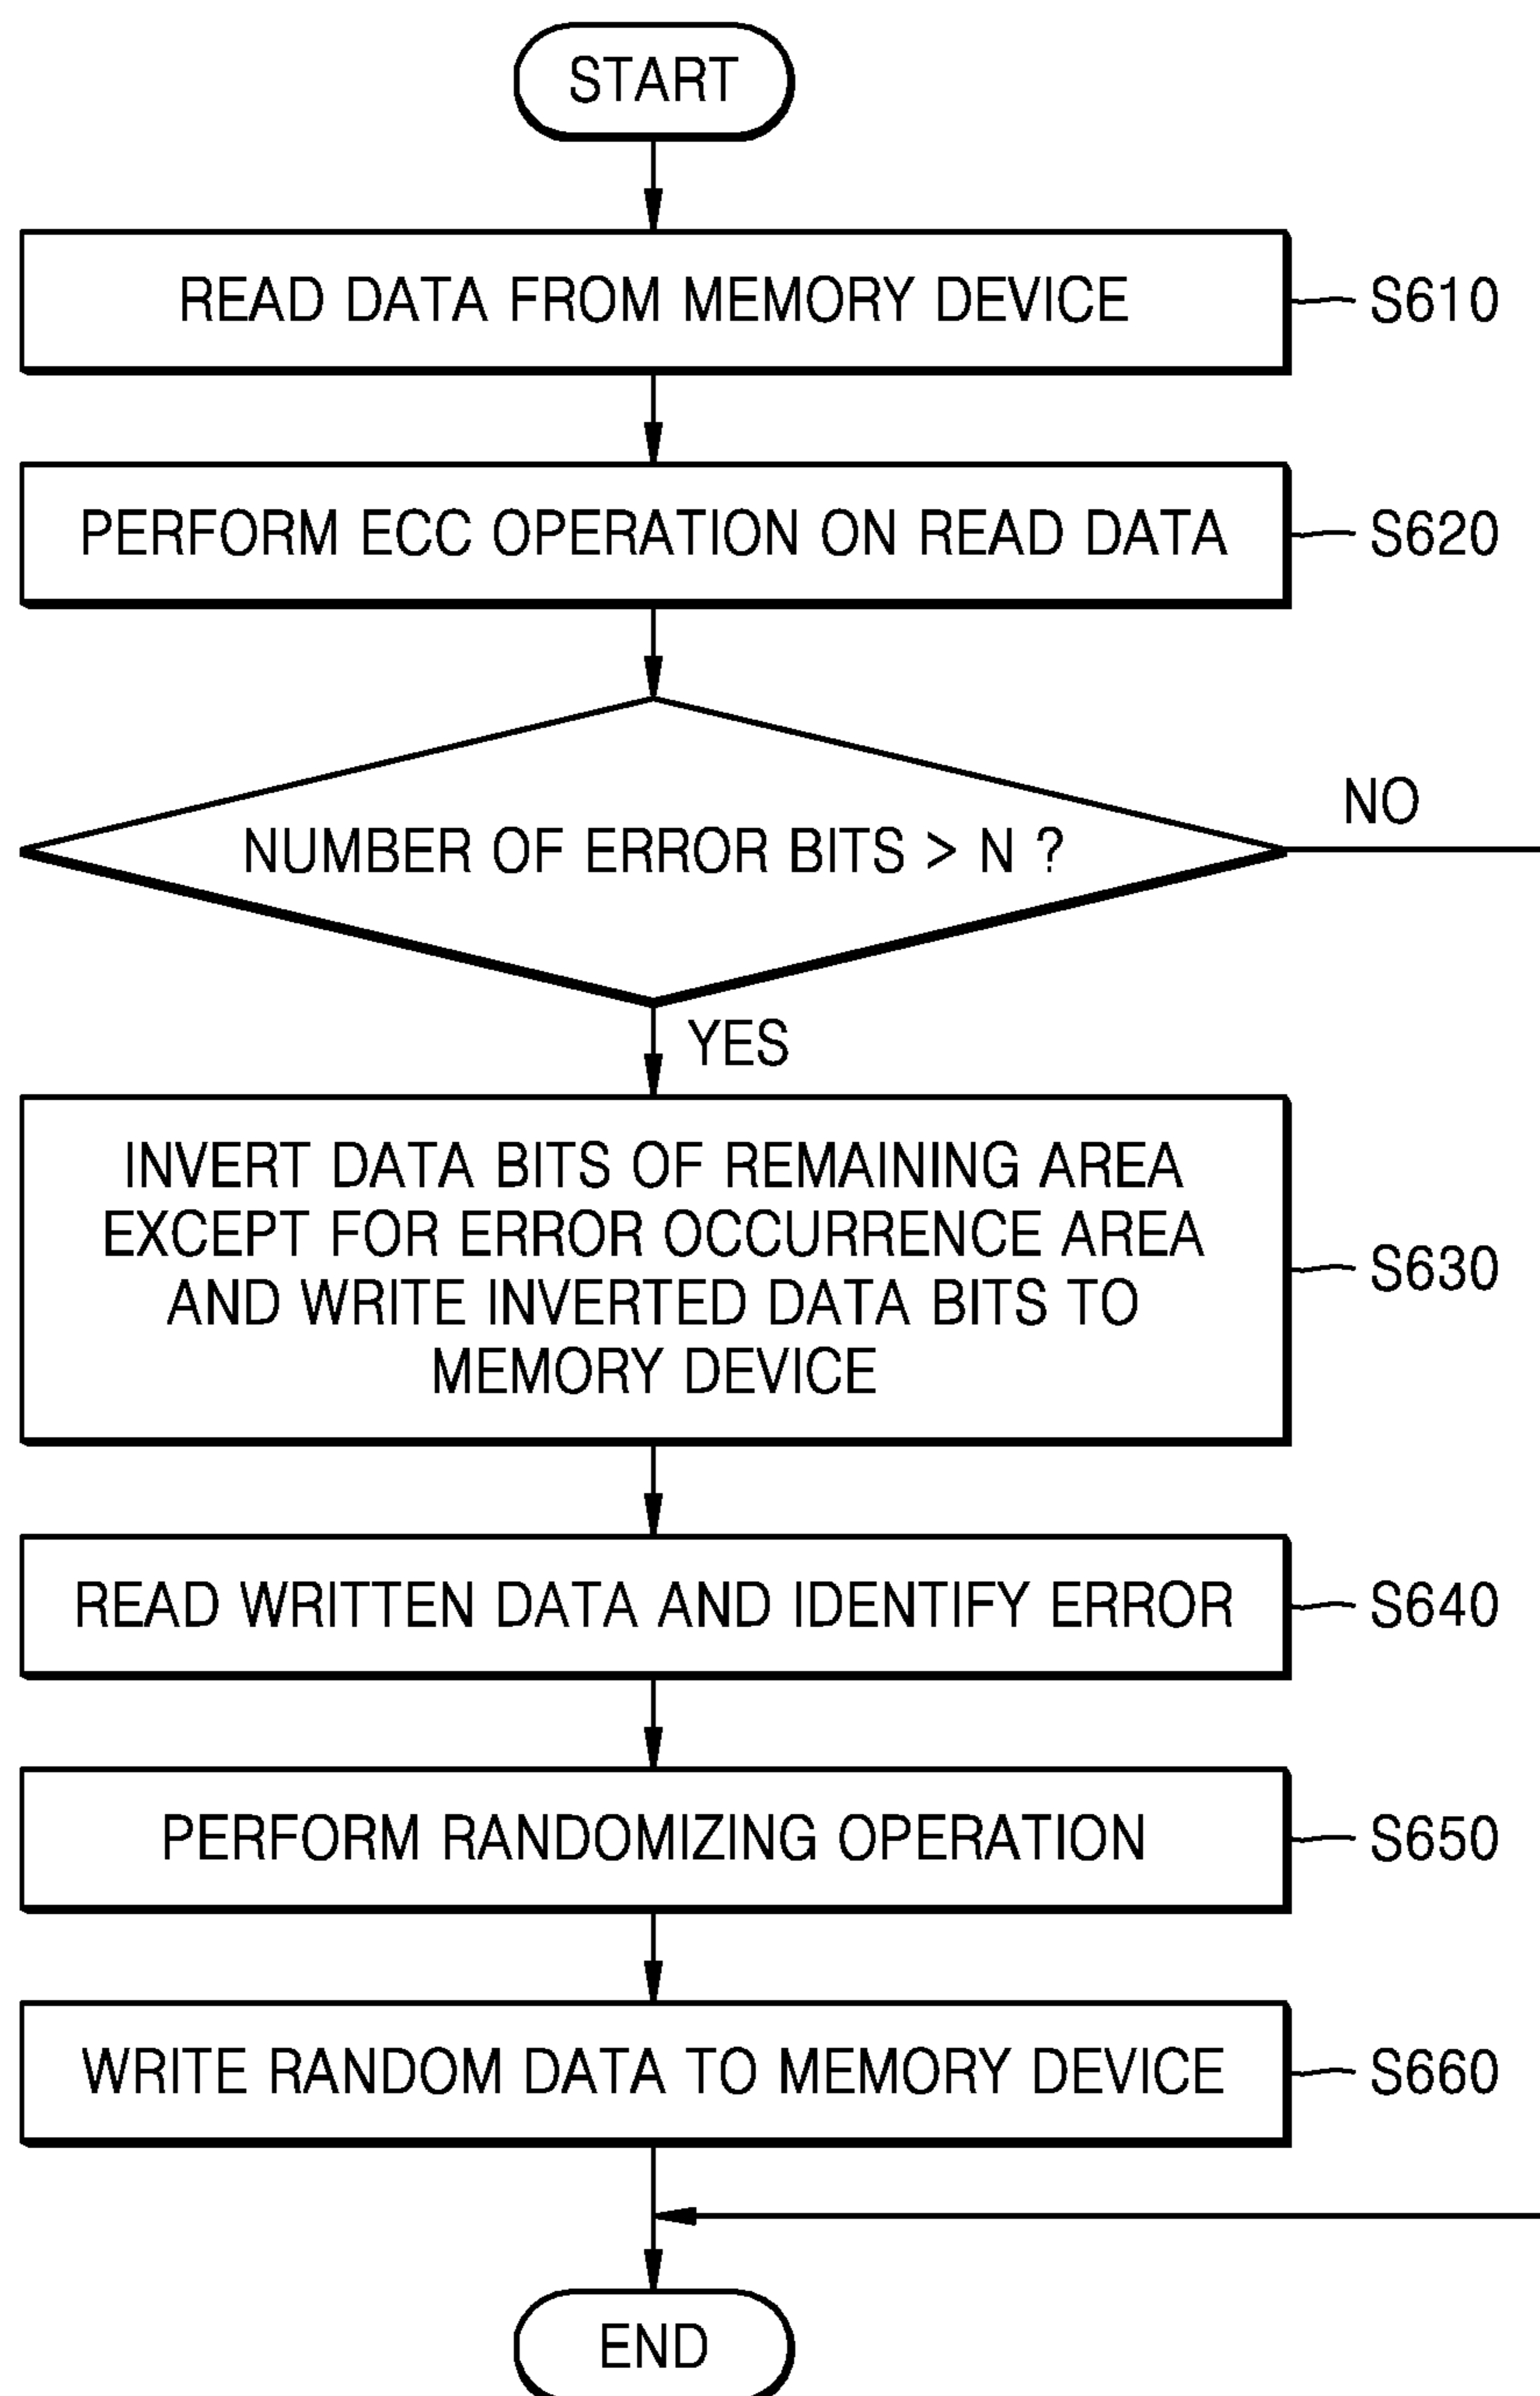 START
READ DATA FROM MEMORY DEVICE
S610
PERFORM ECC OPERATION ON READ DATA
S620
NUMBER OF ERROR BITS > N ?
NO
YES
INVERT DATA BITS OF REMAINING AREA
EXCEPT FOR ERROR OCCURRENCE AREA
AND WRITE INVERTED DATA BITS TO
MEMORY DEVICE
S630
READ WRITTEN DATA AND IDENTIFY ERROR
S640
PERFORM RANDOMIZING OPERATION
S650
WRITE RANDOM DATA TO MEMORY DEVICE
S660
END